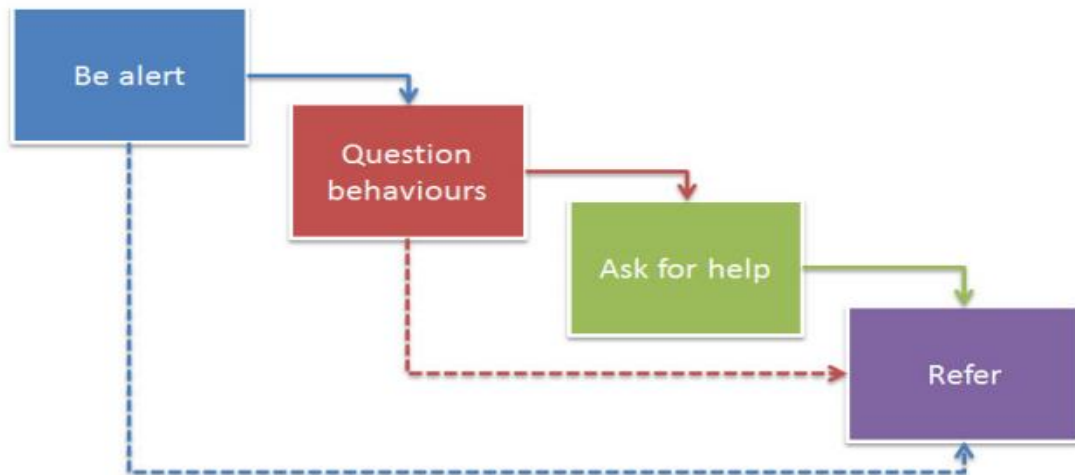 Be alert
Question
behaviours
Ask for help
Refer